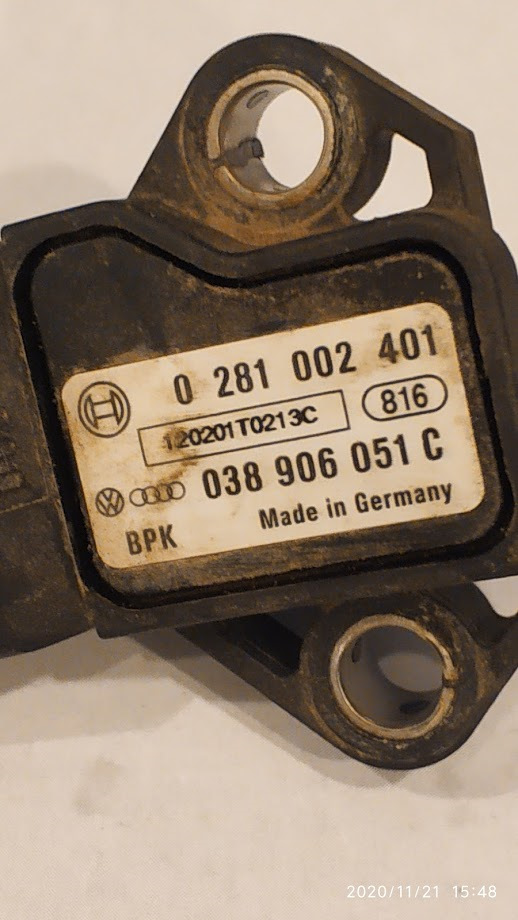 0 281 002 401
120201T0213C
816
038 906 051 C
BPK
Made in Germany
2020/11/21 15:48